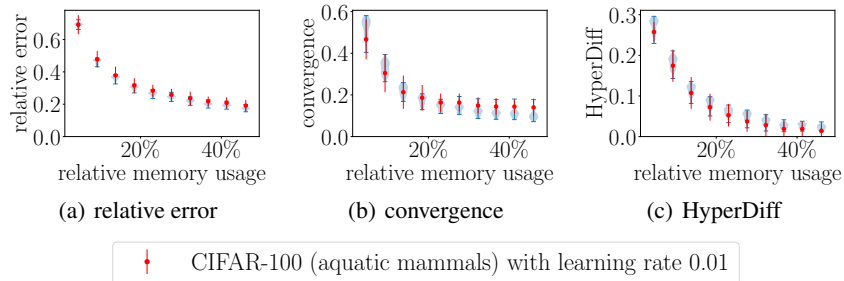 relative error
0.6
0.4
0.2
0.0
20%
40%
relative memory usage
(a) relative error
convergence
0.6
0.4
0.2
0.0
20%
40%
relative memory usage
(b) convergence
HyperDiff
0.3
0.2
0.1
0.0
20%
40%
relative memory usage
(c) HyperDiff
CIFAR-100 (aquatic mammals) with learning rate 0.01